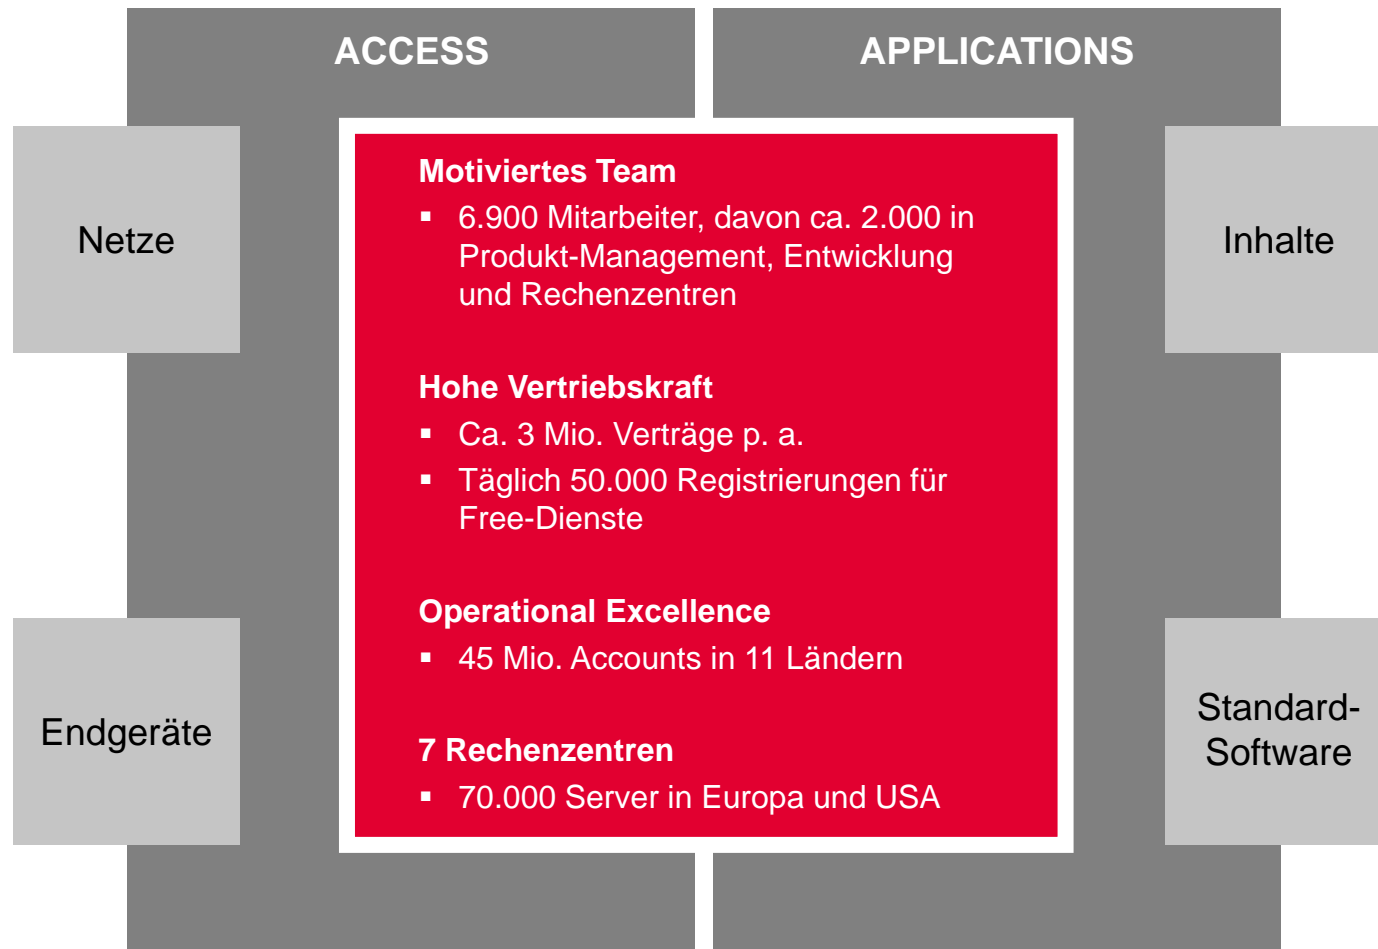 ACCESS
APPLICATIONS
Netze
Endgeräte
Motiviertes Team
▪ 6.900 Mitarbeiter, davon ca. 2.000 in
Produkt-Management, Entwicklung
und Rechenzentren
Hohe Vertriebskraft
▪ Ca. 3 Mio. Verträge p. a.
▪ Täglich 50.000 Registrierungen für
Free-Dienste
Operational Excellence
▪ 45 Mio. Accounts in 11 Ländern
7 Rechenzentren
▪ 70.000 Server in Europa und USA
Inhalte
Standard-
Software